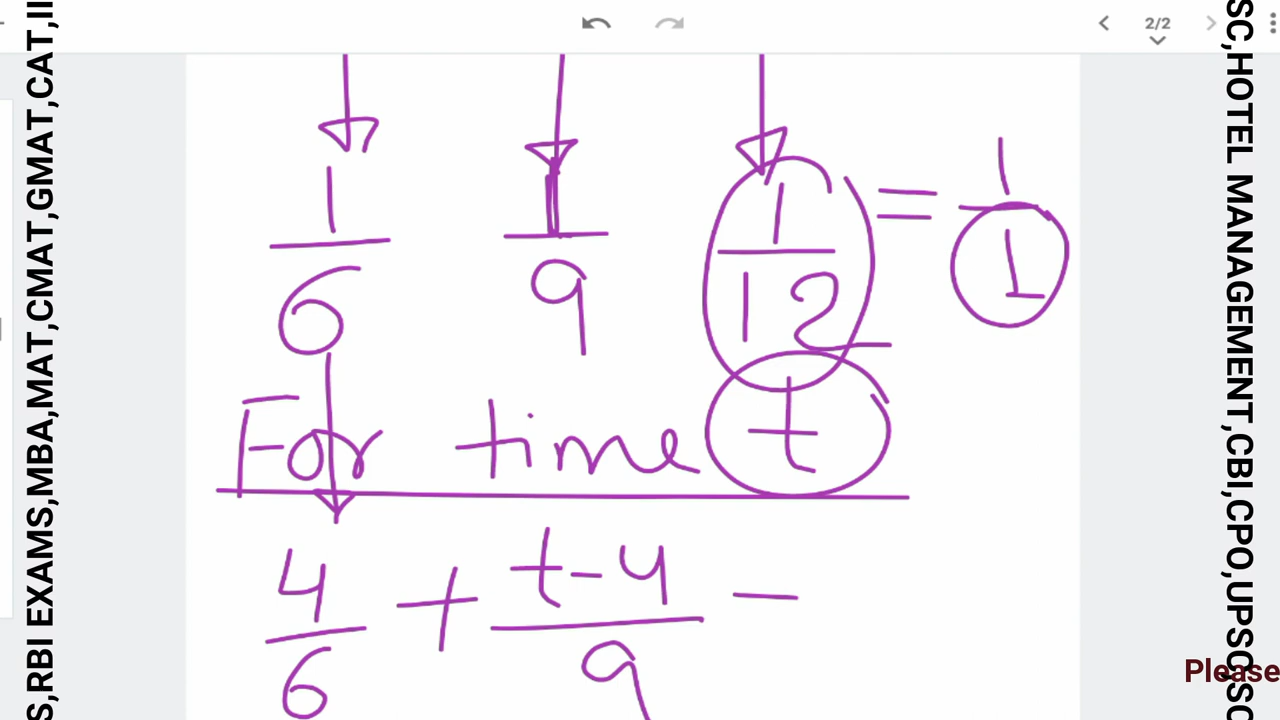 2/2
S,RBI EXAMS,MBA,MAT,CMAT,GMAT,CAT,II
1/6 1/9 1/12 = 1/1
For time t
4/6 + t-4/9 -
SC,HOTEL MANAGEMENT,CBI,CPO,UPSC,SC
Please